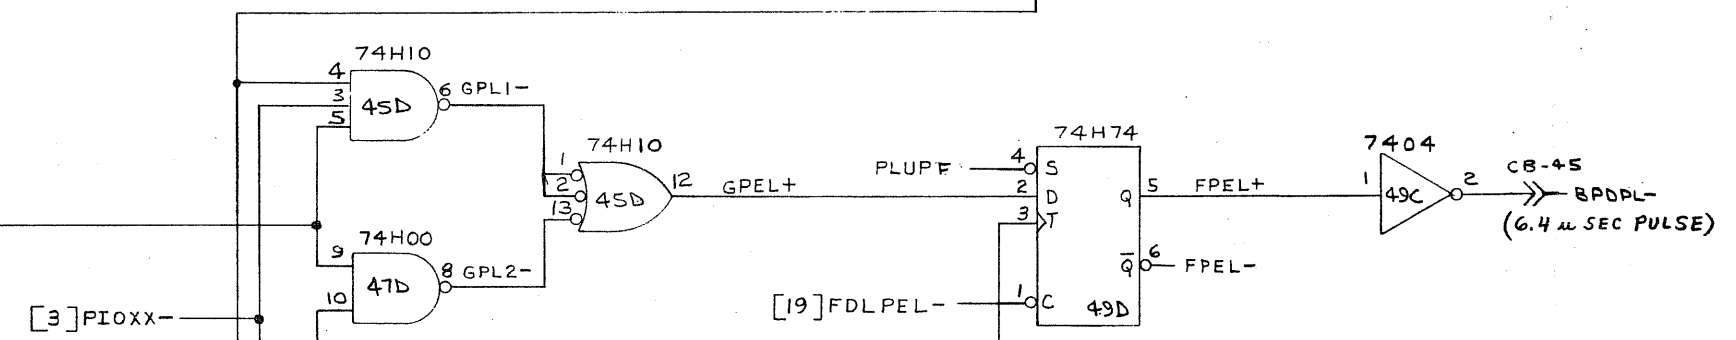 74H10
4
3
5
45D
6 GPL1-
74H10
1
2
13
45D
12
GPEL+
74H00
9
10
47D
8 GPL2-
[3]PIOXX-
74H74
PLUPF
4
S
2
D
3
T
[19]FDLPEL-
1
C
Q
5
FPEL+
Q̅
6
FPEL-
49D
7404
1
49C
2
CB-45
BPDPL-
(6.4 u SEC PULSE)